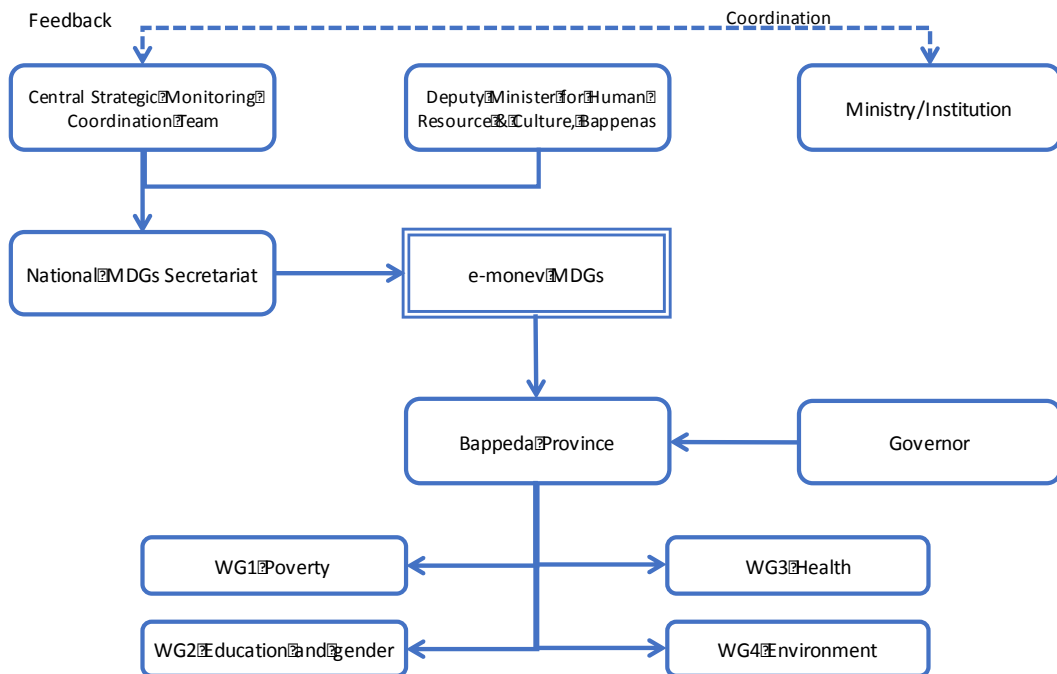 Feedback
Coordination
Central Strategic Monitoring
Coordination Team
Deputy Minister for Human
Resource & Culture, Bappenas
Ministry/Institution
National MDGs Secretariat
e-monev MDGs
Bappeda Province
Governor
WG1 Poverty
WG3 Health
WG2 Education and gender
WG4 Environment